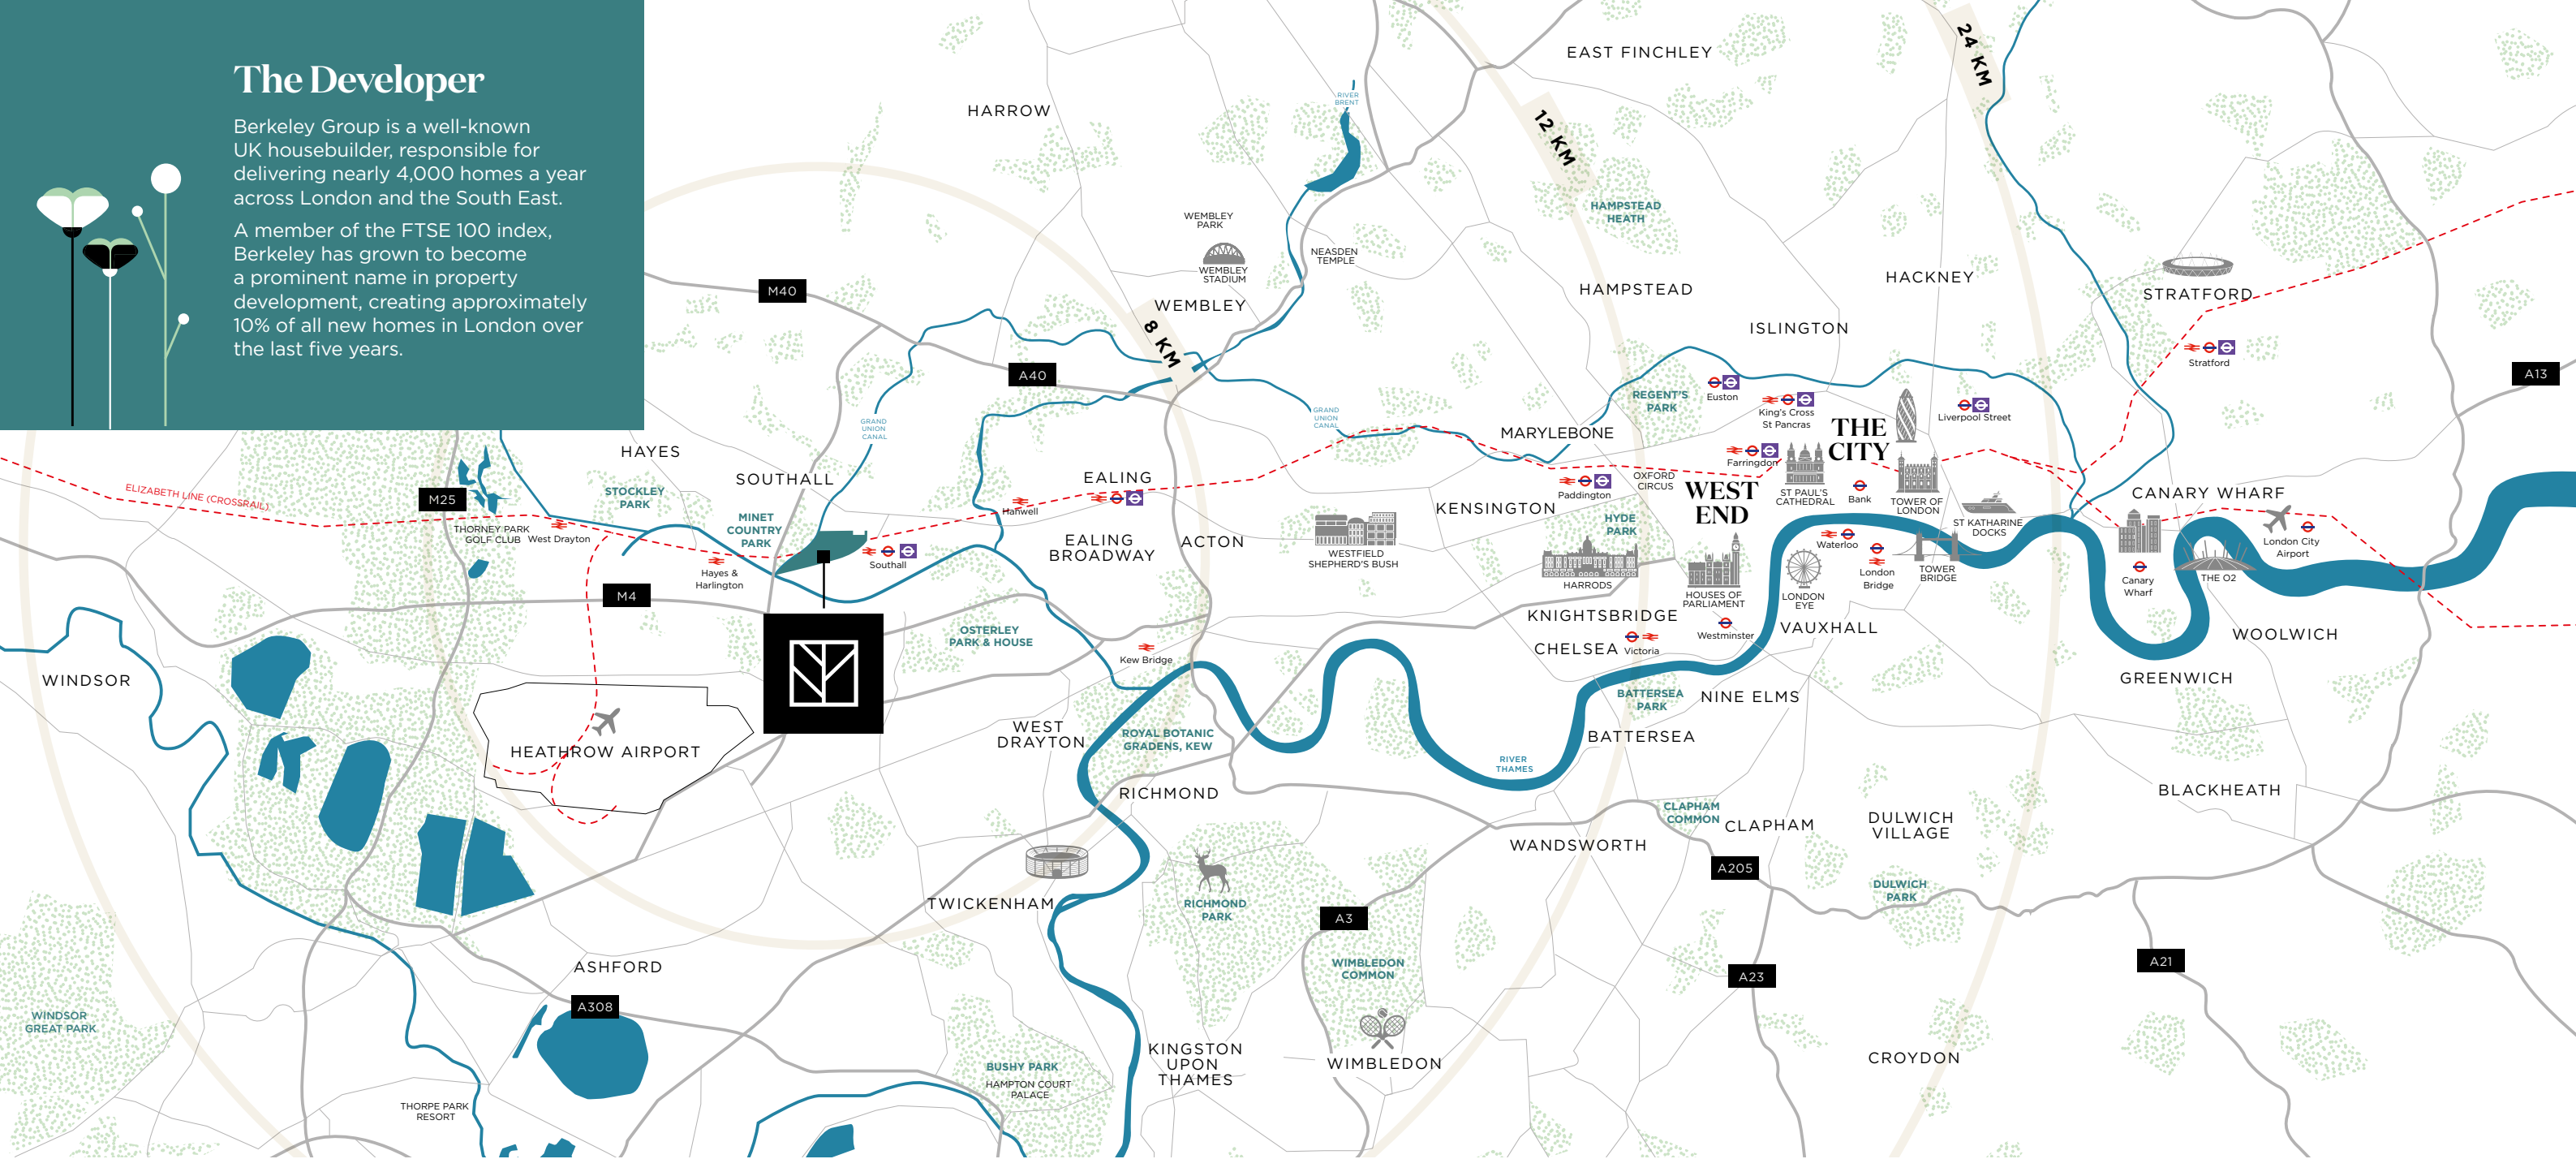 The Developer
Berkeley Group is a well-known
UK housebuilder, responsible for
delivering nearly 4,000 homes a year
across London and the South East.
A member of the FTSE 100 index,
Berkeley has grown to become
a prominent name in property
development, creating approximately
10% of all new homes in London over
the last five years.
24 KM
EAST FINCHLEY
RIVER
BRENT
HARROW
12 KM
HAMPSTEAD
HEATH
WEMBLEY
PARK
NEASDEN
TEMPLE
WEMBLEY
STADIUM
HACKNEY
M40
HAMPSTEAD
STRATFORD
WEMBLEY
ISLINGTON
8 KM
Stratford
A40
A13
Euston
REGENT'S
PARK
King's Cross
St Pancras
Liverpool Street
GRAND
UNION
CANAL
GRAND
UNION
CANAL
MARYLEBONE
THE
CITY
HAYES
SOUTHALL
EALING
Farringdon
OXFORD
CIRCUS
Paddington
WEST
END
ST PAUL'S
CATHEDRAL
Bank
TOWER OF
LONDON
CANARY WHARF
ELIZABETH LINE (CROSSRAIL)
M25
STOCKLEY
PARK
Hanwell
KENSINGTON
HYDE
PARK
ST KATHARINE
DOCKS
THORNEY PARK
GOLF CLUB
West Drayton
MINET
COUNTRY
PARK
EALING
BROADWAY
ACTON
WESTFIELD
SHEPHERD'S BUSH
Waterloo
London City
Airport
Southall
Hayes &
Harlington
HARRODS
London
Bridge
TOWER
BRIDGE
Canary
Wharf
THE O2
M4
HOUSES OF
PARLIAMENT
LONDON
EYE
KNIGHTSBRIDGE
OSTERLEY
PARK & HOUSE
Westminster
VAUXHALL
WOOLWICH
CHELSEA
Victoria
Kew Bridge
WINDSOR
GREENWICH
BATTERSEA
PARK
NINE ELMS
WEST
DRAYTON
ROYAL BOTANIC
GRADENS, KEW
BATTERSEA
HEATHROW AIRPORT
RIVER
THAMES
RICHMOND
BLACKHEATH
CLAPHAM
COMMON
CLAPHAM
DULWICH
VILLAGE
WANDSWORTH
A205
DULWICH
PARK
TWICKENHAM
RICHMOND
PARK
A3
ASHFORD
WIMBLEDON
COMMON
A23
A21
A308
WINDSOR
GREAT PARK
KINGSTON
UPON
THAMES
WIMBLEDON
CROYDON
BUSHY PARK
HAMPTON COURT
PALACE
THORPE PARK
RESORT